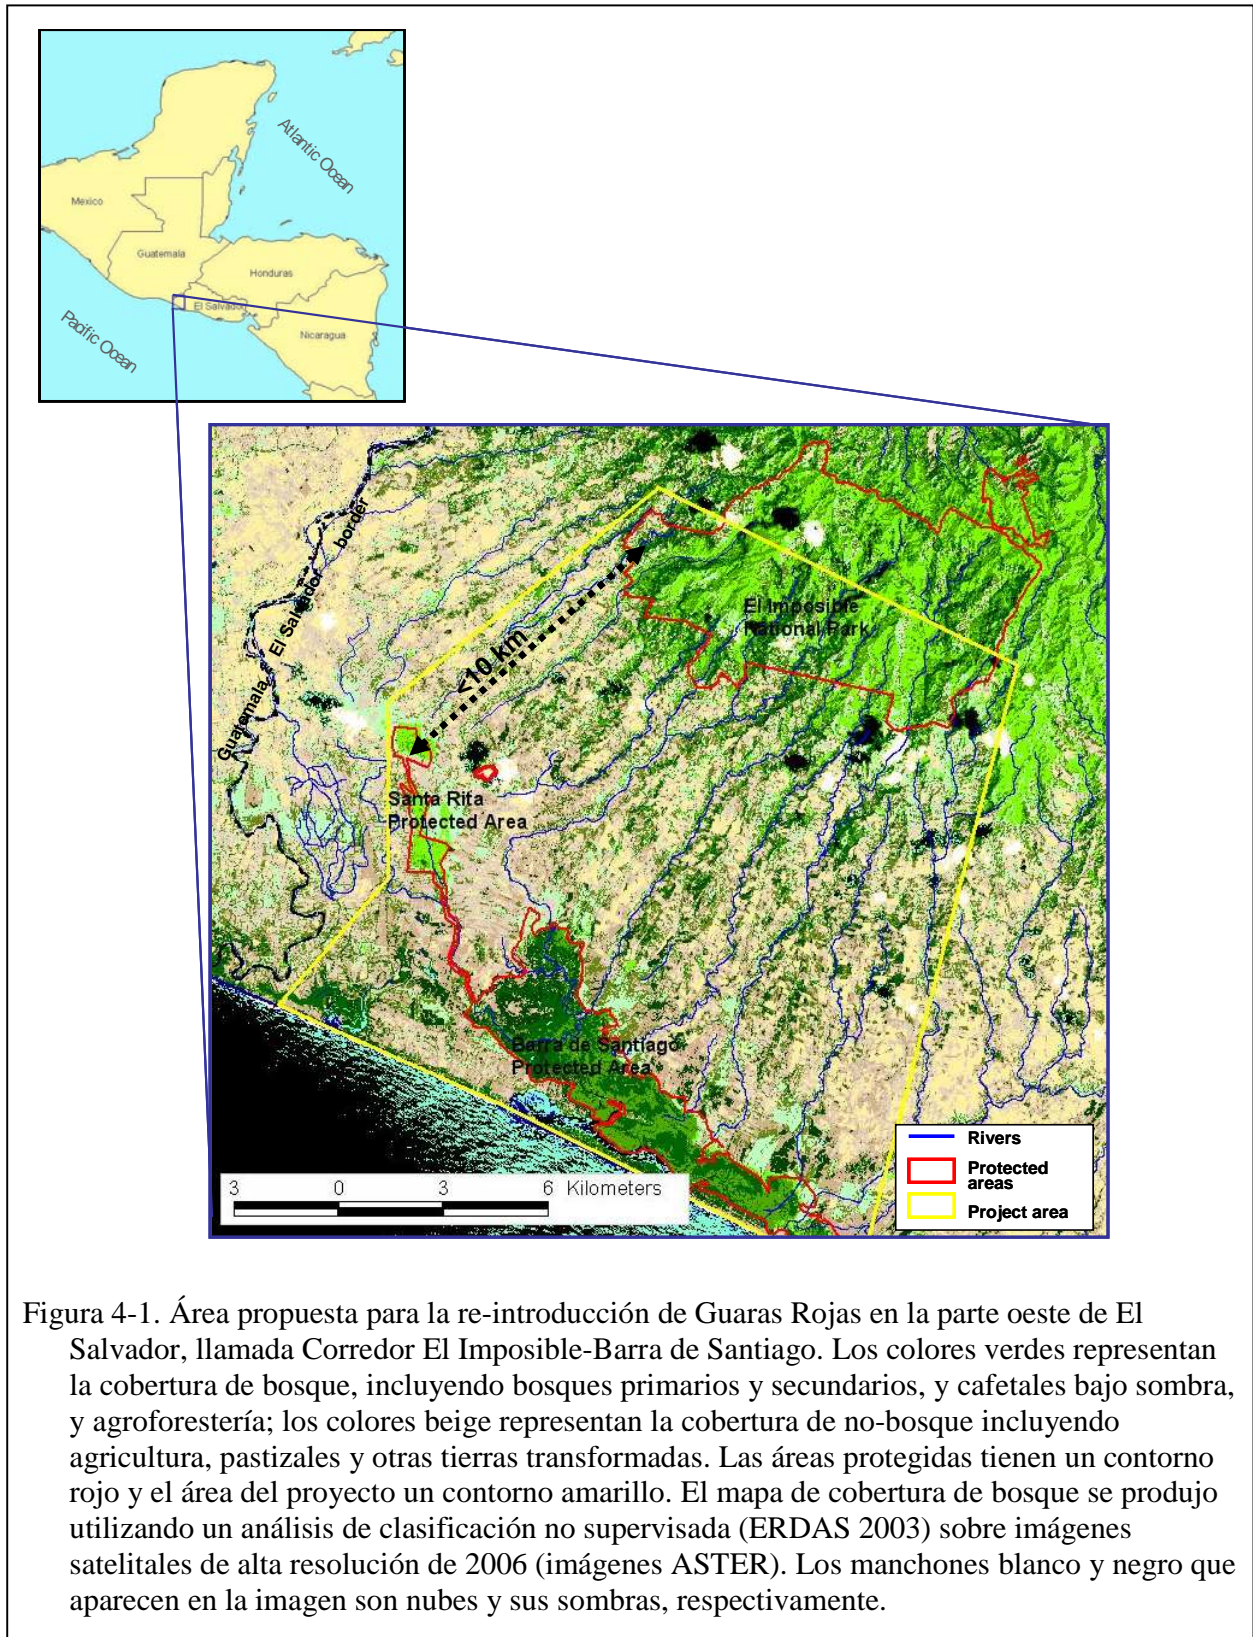 Atlantic Ocean
Mexico
Guatemala
Honduras
El Salvador
Nicaragua
Pacific Ocean
Guatemala - El Salvador border
<10 km
El Imposible
National Park
Santa Rita
Protected Area
Barra de Santiago
Protected Area
Rivers
Protected
areas
Project area
3 0 3 6 Kilometers
Figura 4-1. Área propuesta para la re-introducción de Guaras Rojas en la parte oeste de El
Salvador, llamada Corredor El Imposible-Barra de Santiago. Los colores verdes representan
la cobertura de bosque, incluyendo bosques primarios y secundarios, y cafetales bajo sombra,
y agroforestería; los colores beige representan la cobertura de no-bosque incluyendo
agricultura, pastizales y otras tierras transformadas. Las áreas protegidas tienen un contorno
rojo y el área del proyecto un contorno amarillo. El mapa de cobertura de bosque se produjo
utilizando un análisis de clasificación no supervisada (ERDAS 2003) sobre imágenes
satelitales de alta resolución de 2006 (imágenes ASTER). Los manchones blanco y negro que
aparecen en la imagen son nubes y sus sombras, respectivamente.